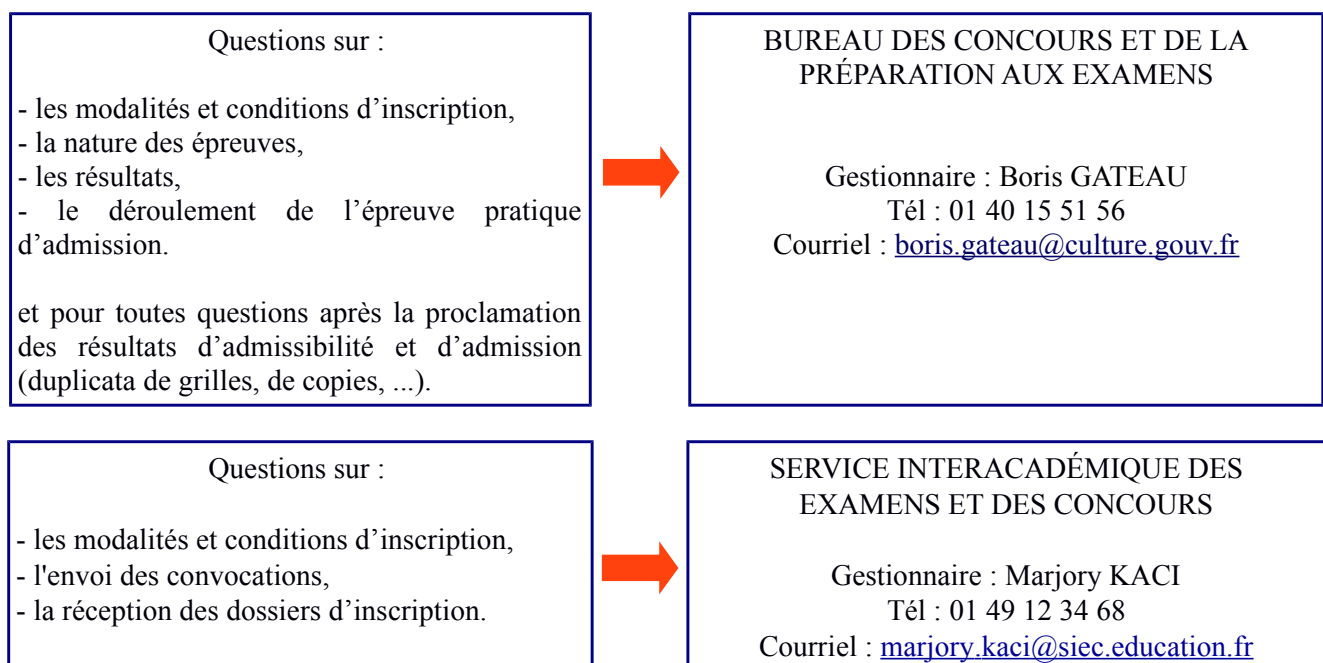 Questions sur :
- les modalités et conditions d’inscription,
- la nature des épreuves,
- les résultats,
- le déroulement de l’épreuve pratique
d’admission.
et pour toutes questions après la proclamation
des résultats d’admissibilité et d’admission
(duplicata de grilles, de copies, ...).
BUREAU DES CONCOURS ET DE LA
PRÉPARATION AUX EXAMENS
Gestionnaire : Boris GATEAU
Tél : 01 40 15 51 56
Courriel : boris.gateau@culture.gouv.fr
Questions sur :
- les modalités et conditions d’inscription,
- l'envoi des convocations,
- la réception des dossiers d’inscription.
SERVICE INTERACADÉMIQUE DES
EXAMENS ET DES CONCOURS
Gestionnaire : Marjory KACI
Tél : 01 49 12 34 68
Courriel : marjory.kaci@siec.education.fr